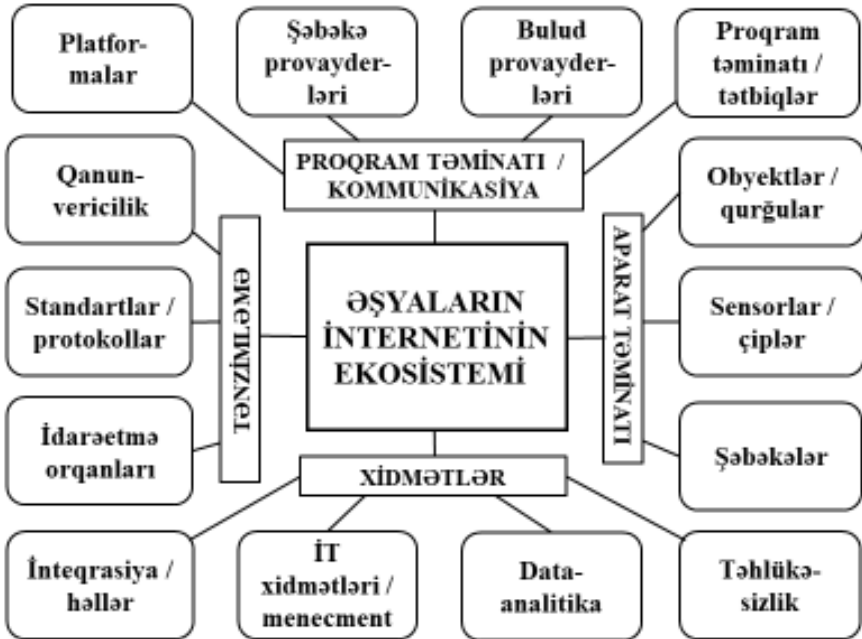 Platfor-
malar
Şəbəkə
provayder-
ləri
Bulud
provayder-
ləri
Proqram
təminatı /
tətbiqlər
PROQRAM TƏMİNATI /
KOMMUNİKASİYA
Qanun-
vericilik
Obyektlər /
qurğular
TƏNZİMLƏMƏ
ƏŞYALARIN
İNTERNETİNİN
EKOSİSTEMİ
APARAT TƏMİNATI
Standartlar /
protokollar
Sensorlar /
çiplər
İdarəetmə
orqanları
Şəbəkələr
XİDMƏTLƏR
İnteqrasiya /
həllər
İT
xidmətləri /
menecment
Data-
analitika
Təhlükə-
sizlik